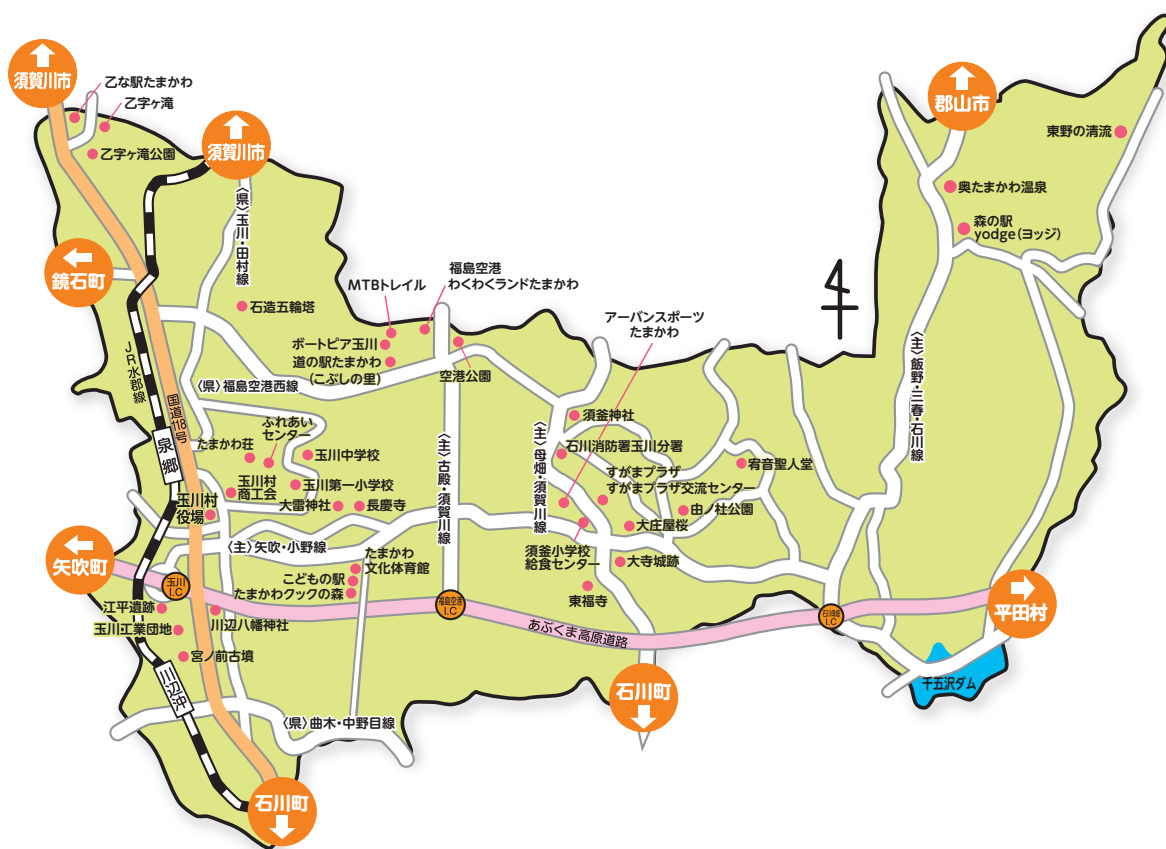 須賀川市
乙な駅たまかわ
乙字ヶ滝
乙字ヶ滝公園
須賀川市
〈県〉玉川・田村線
郡山市
東野の清流
奥たまかわ温泉
森の駅
yodge（ヨッジ）
鏡石町
石造五輪塔
MTBトレイル
福島空港
わくわくランドたまかわ
ボートピア玉川
道の駅たまかわ
（こぶしの里）
空港公園
アーバンスポーツ
たまかわ
〈主〉飯野・三春・石川線
JR水郡線
国道118号
〈県〉福島空港西線
泉郷
ふれあい
センター
たまかわ荘
玉川中学校
玉川村
商工会
玉川第一小学校
大雷神社
長慶寺
玉川村
役場
〈主〉古殿・須賀川線
〈主〉母畑・須賀川線
須釜神社
石川消防署玉川分署
すがまプラザ
すがまプラザ交流センター
宥音聖人堂
由ノ杜公園
大庄屋桜
須釜小学校
給食センター
大寺城跡
東福寺
〈主〉矢吹・小野線
たまかわ
文化体育館
こどもの駅
たまかわクックの森
矢吹町
玉川
I.C
福島空港
I.C
石川母畑
I.C
平田村
江平遺跡
玉川工業団地
川辺八幡神社
宮ノ前古墳
あぶくま高原道路
川辺沖
石川町
千五沢ダム
〈県〉曲木・中野目線
石川町